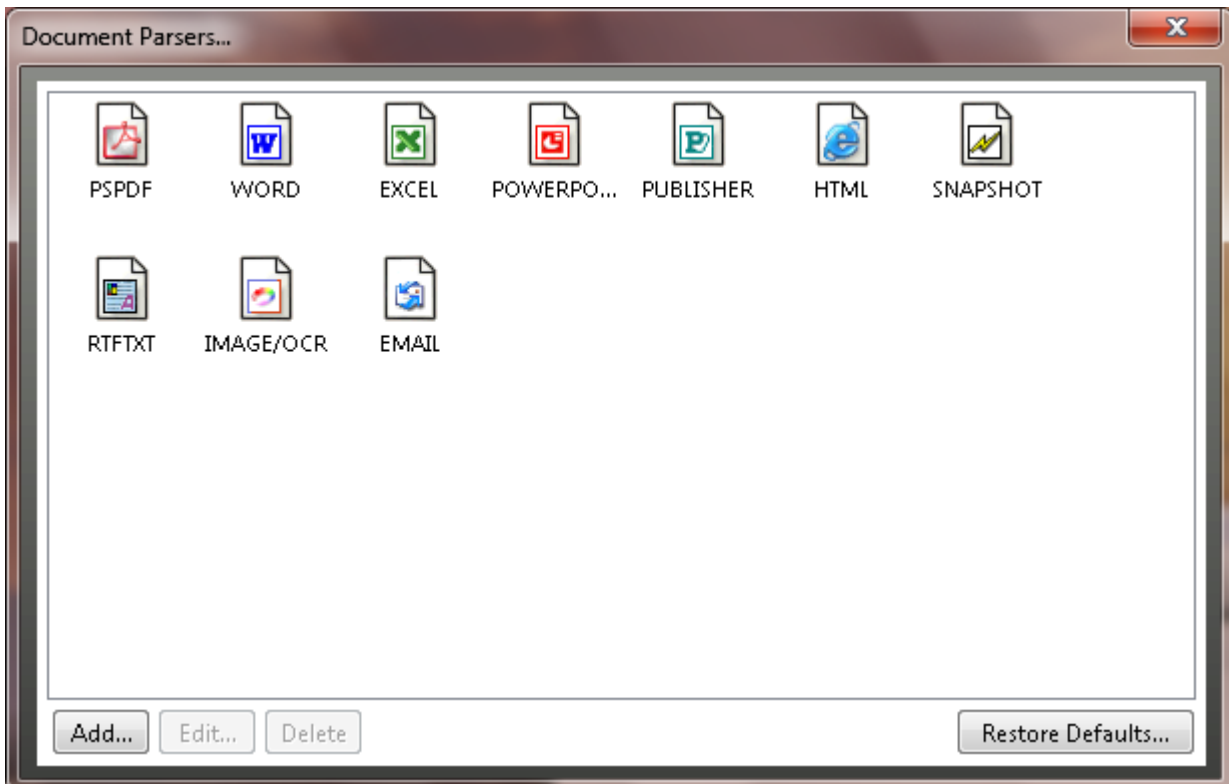 Document Parsers...
PSPDF WORD EXCEL POWERPO... PUBLISHER HTML SNAPSHOT
RTFTXT IMAGE/OCR EMAIL
Add... Edit... Delete Restore Defaults...